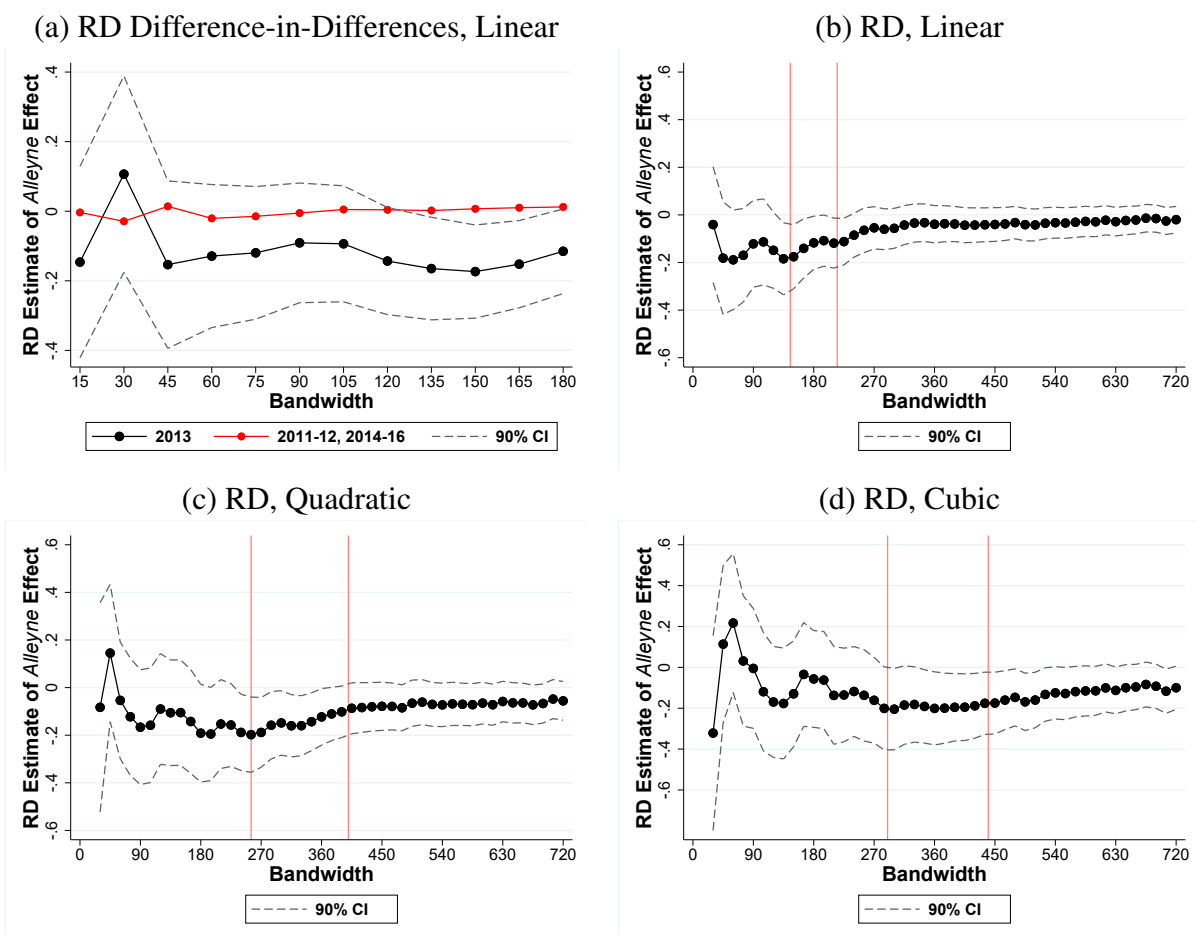 (a) RD Difference-in-Differences, Linear
RD Estimate of Alleyne Effect
.4
.2
0
-.2
-.4
15 30 45 60 75 90 105 120 135 150 165 180
Bandwidth
2013 2011-12, 2014-16 90% CI
(b) RD, Linear
RD Estimate of Alleyne Effect
.6
.4
.2
0
-.2
-.4
-.6
0 90 180 270 360 450 540 630 720
Bandwidth
90% CI
(c) RD, Quadratic
RD Estimate of Alleyne Effect
.6
.4
.2
0
-.2
-.4
-.6
0 90 180 270 360 450 540 630 720
Bandwidth
90% CI
(d) RD, Cubic
RD Estimate of Alleyne Effect
.6
.4
.2
0
-.2
-.4
-.6
0 90 180 270 360 450 540 630 720
Bandwidth
90% CI